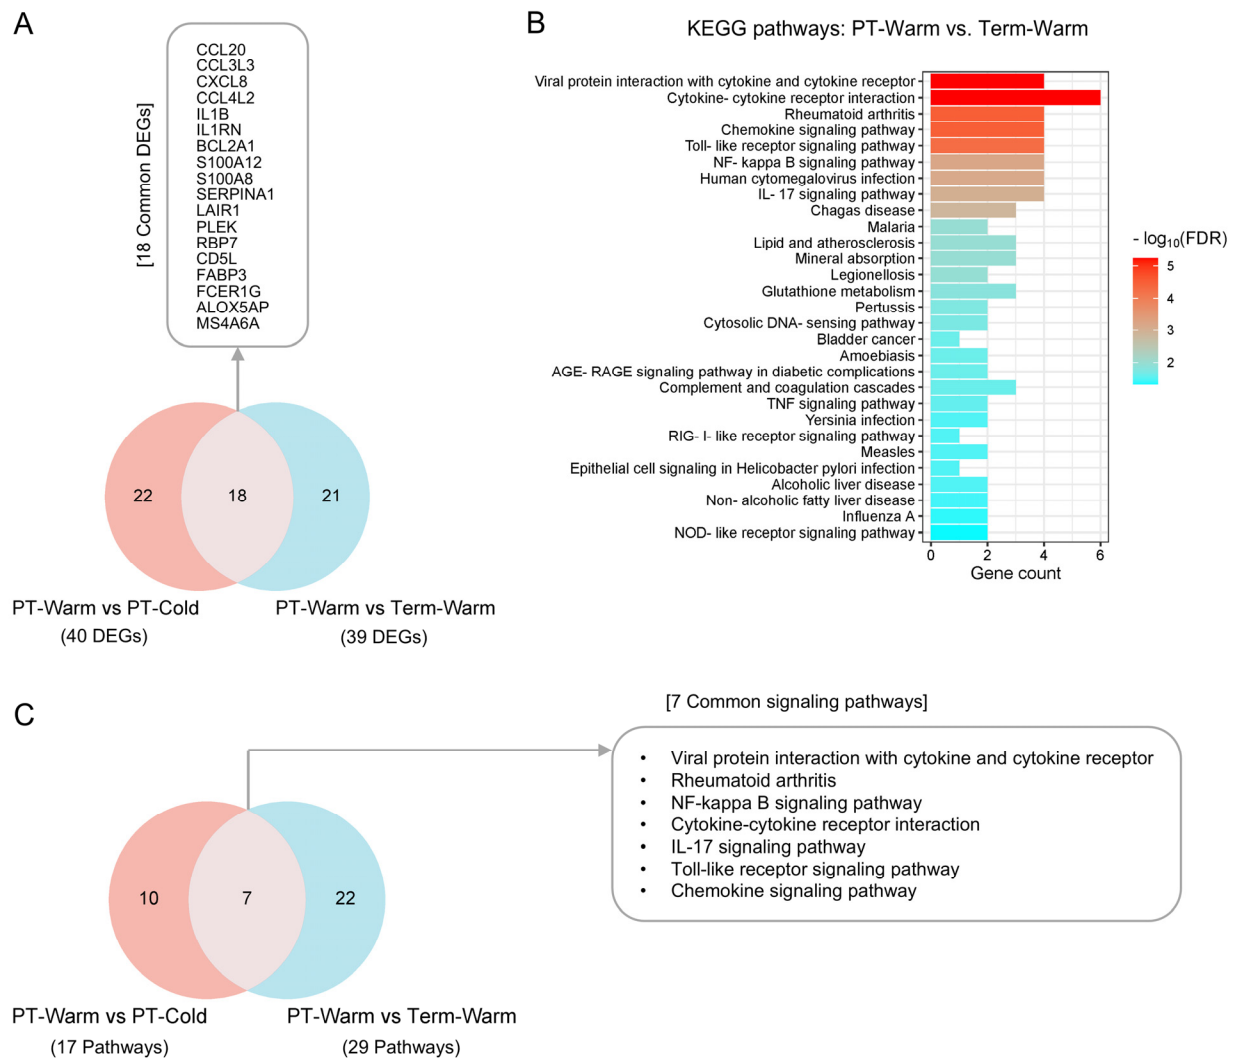 A
[18 Common DEGs]
CCL20
CCL3L3
CXCL8
CCL4L2
IL1B
IL1RN
BCL2A1
S100A12
S100A8
SERPINA1
LAIR1
PLEK
RBP7
CD5L
FABP3
FCER1G
ALOX5AP
MS4A6A
22
18
21
PT-Warm vs PT-Cold
(40 DEGs)
PT-Warm vs Term-Warm
(39 DEGs)
B
KEGG pathways: PT-Warm vs. Term-Warm
Viral protein interaction with cytokine and cytokine receptor
Cytokine- cytokine receptor interaction
Rheumatoid arthritis
Chemokine signaling pathway
Toll- like receptor signaling pathway
NF- kappa B signaling pathway
Human cytomegalovirus infection
IL- 17 signaling pathway
Chagas disease
Malaria
Lipid and atherosclerosis
Mineral absorption
Legionellosis
Glutathione metabolism
Pertussis
Cytosolic DNA- sensing pathway
Bladder cancer
Amoebiasis
AGE- RAGE signaling pathway in diabetic complications
Complement and coagulation cascades
TNF signaling pathway
Yersinia infection
RIG- I- like receptor signaling pathway
Measles
Epithelial cell signaling in Helicobacter pylori infection
Alcoholic liver disease
Non- alcoholic fatty liver disease
Influenza A
NOD- like receptor signaling pathway
0 2 4 6
Gene count
- log10(FDR)
5
4
3
2
C
10
7
22
PT-Warm vs PT-Cold
(17 Pathways)
PT-Warm vs Term-Warm
(29 Pathways)
[7 Common signaling pathways]
• Viral protein interaction with cytokine and cytokine receptor
• Rheumatoid arthritis
• NF-kappa B signaling pathway
• Cytokine-cytokine receptor interaction
• IL-17 signaling pathway
• Toll-like receptor signaling pathway
• Chemokine signaling pathway